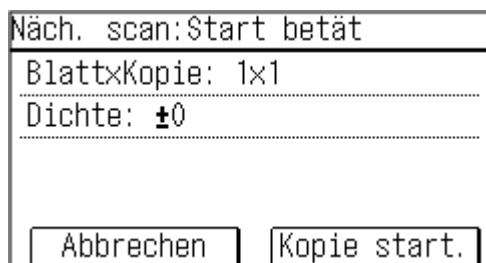 Näch. scan:Start betät
BlattxKopie: 1x1
Dichte: ±0
Abbrechen Kopie start.